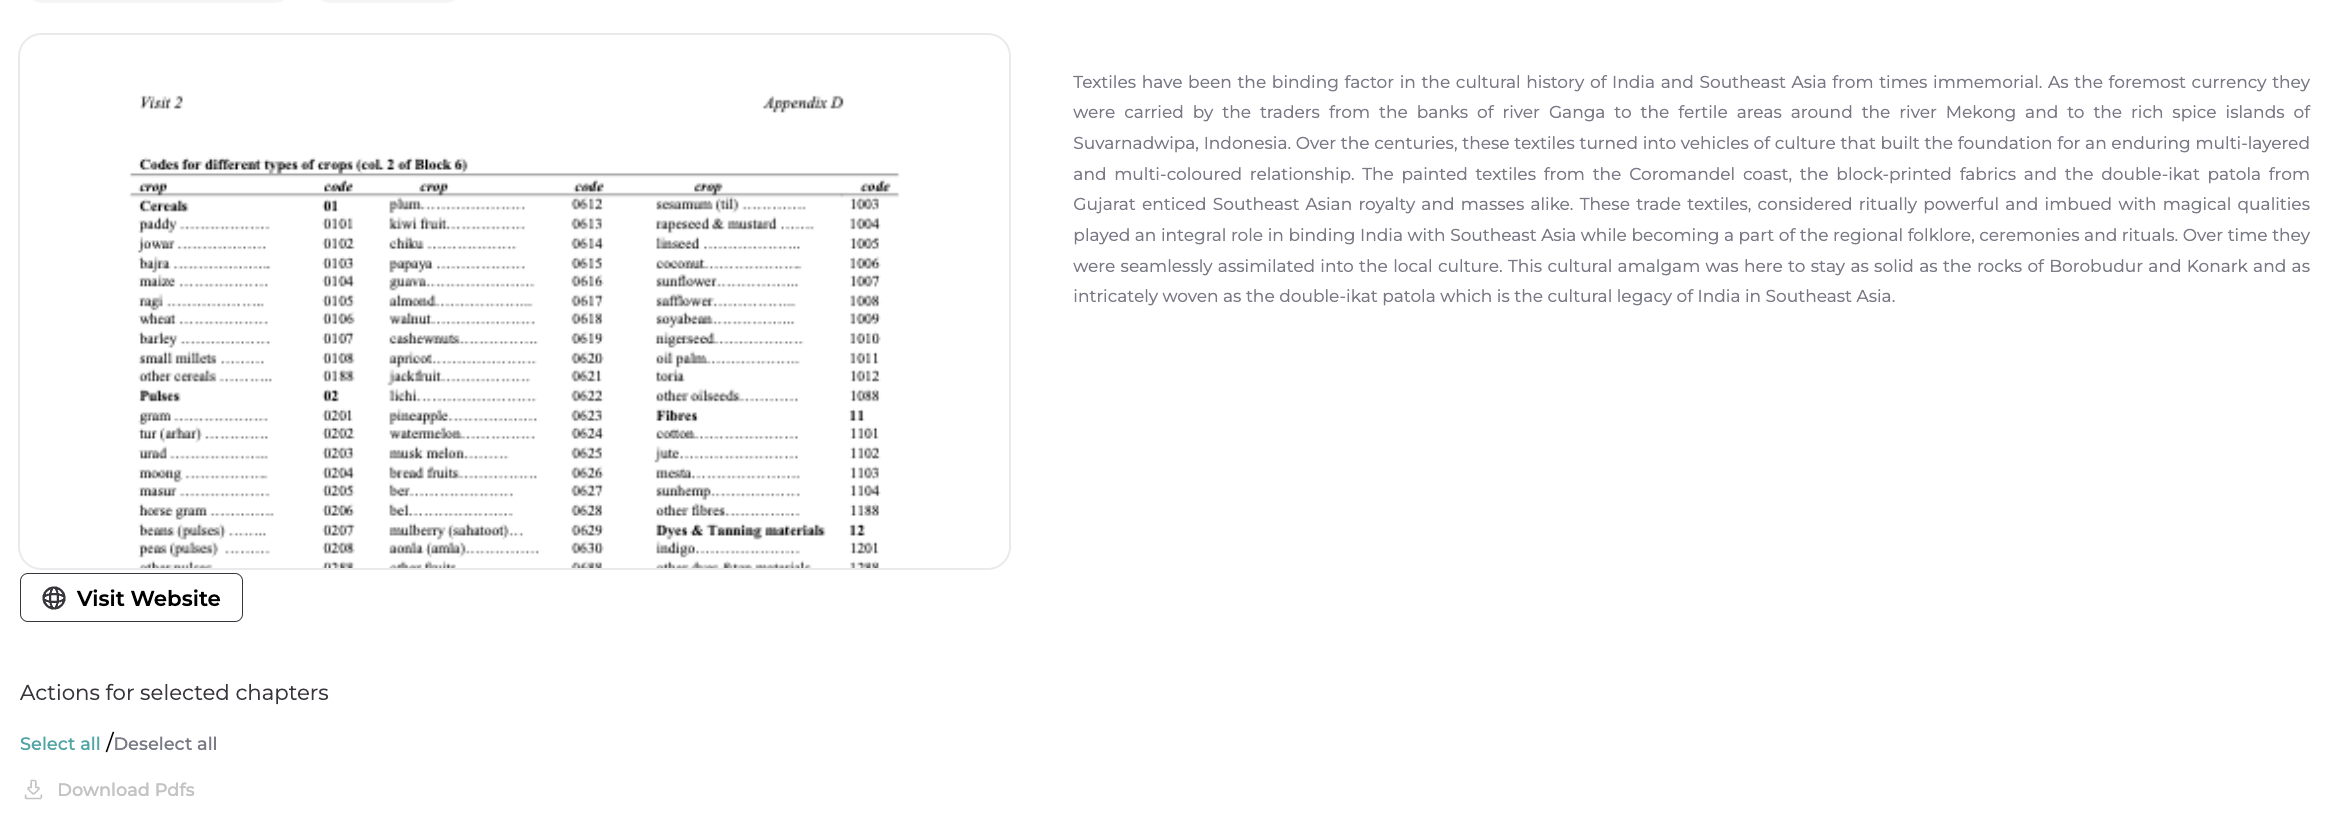 Visit 2 Appendix D
Codes for different types of crops (col. 2 of Block 6)
crop code crop code crop code
Cereals 01 plum...................... 0612 sesamum (til) ............. 1003
paddy .................... 0101 kiwi fruit................. 0613 rapeseed & mustard ....... 1004
jowar .................... 0102 chiku .................... 0614 linseed ..................... 1005
bajra ..................... 0103 papaya .................... 0615 coconut..................... 1006
maize .................... 0104 guava....................... 0616 sunflower.................. 1007
ragi ...................... 0105 almond..................... 0617 safflower.................. 1008
wheat .................... 0106 walnut....................... 0618 soyabean.................. 1009
barley .................... 0107 cashewnuts................. 0619 nigerseed................... 1010
small millets .......... 0108 apricot....................... 0620 oil palm..................... 1011
other cereals ............ 0188 jackfruit.................... 0621 toria 1012
Pulses 02 lichi.......................... 0622 other oilseeds............. 1088
gram ..................... 0201 pineapple.................... 0623 Fibres 11
tur (arhar) .............. 0202 watermelon................. 0624 cotton....................... 1101
urad ...................... 0203 musk melon.......... 0625 jute.......................... 1102
moong .................. 0204 bread fruits................. 0626 mesta........................ 1103
masur .................... 0205 ber....................... 0627 sunhemp.................... 1104
horse gram .............. 0206 bel....................... 0628 other fibres................. 1188
beans (pulses) ........ 0207 mulberry (sahatoot)... 0629 Dyes & Tanning materials 12
peas (pulses) .......... 0208 aonla (amla)................ 0630 indigo....................... 1201
other pulses 0288 other fruits 0688 other dyes &tan materials 1288
Visit Website
Actions for selected chapters
Select all /Deselect all
Download Pdfs
Textiles have been the binding factor in the cultural history of India and Southeast Asia from times immemorial. As the foremost currency they
were carried by the traders from the banks of river Ganga to the fertile areas around the river Mekong and to the rich spice islands of
Suvarnadwipa, Indonesia. Over the centuries, these textiles turned into vehicles of culture that built the foundation for an enduring multi-layered
and multi-coloured relationship. The painted textiles from the Coromandel coast, the block-printed fabrics and the double-ikat patola from
Gujarat enticed Southeast Asian royalty and masses alike. These trade textiles, considered ritually powerful and imbued with magical qualities
played an integral role in binding India with Southeast Asia while becoming a part of the regional folklore, ceremonies and rituals. Over time they
were seamlessly assimilated into the local culture. This cultural amalgam was here to stay as solid as the rocks of Borobudur and Konark and as
intricately woven as the double-ikat patola which is the cultural legacy of India in Southeast Asia.